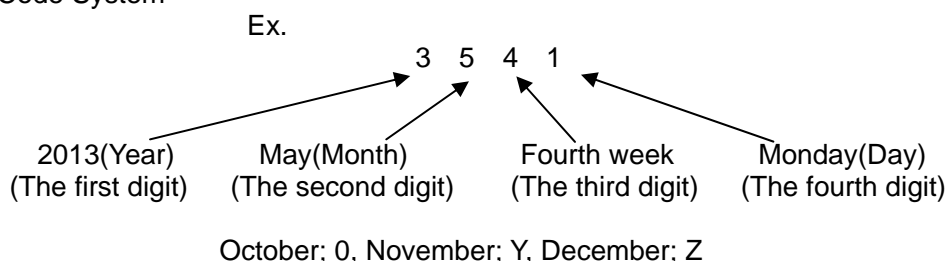 Code System
Ex.
3 5 4 1
2013(Year) May(Month) Fourth week Monday(Day)
(The first digit) (The second digit) (The third digit) (The fourth digit)
October; 0, November; Y, December; Z